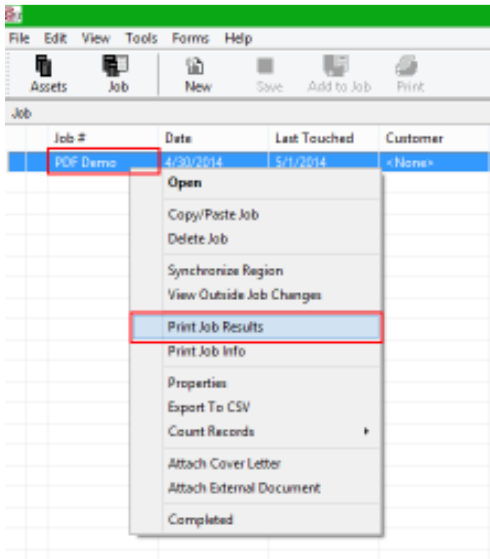 File Edit View Tools Forms Help
Assets Job New Save Add to Job Print
Job
Job # Date Last Touched Customer
PDF Demo 4/30/2014 5/1/2014 <None>
Open
Copy/Paste Job
Delete Job
Synchronize Region
View Outside Job Changes
Print Job Results
Print Job Info
Properties
Export To CSV
Count Records
Attach Cover Letter
Attach External Document
Completed